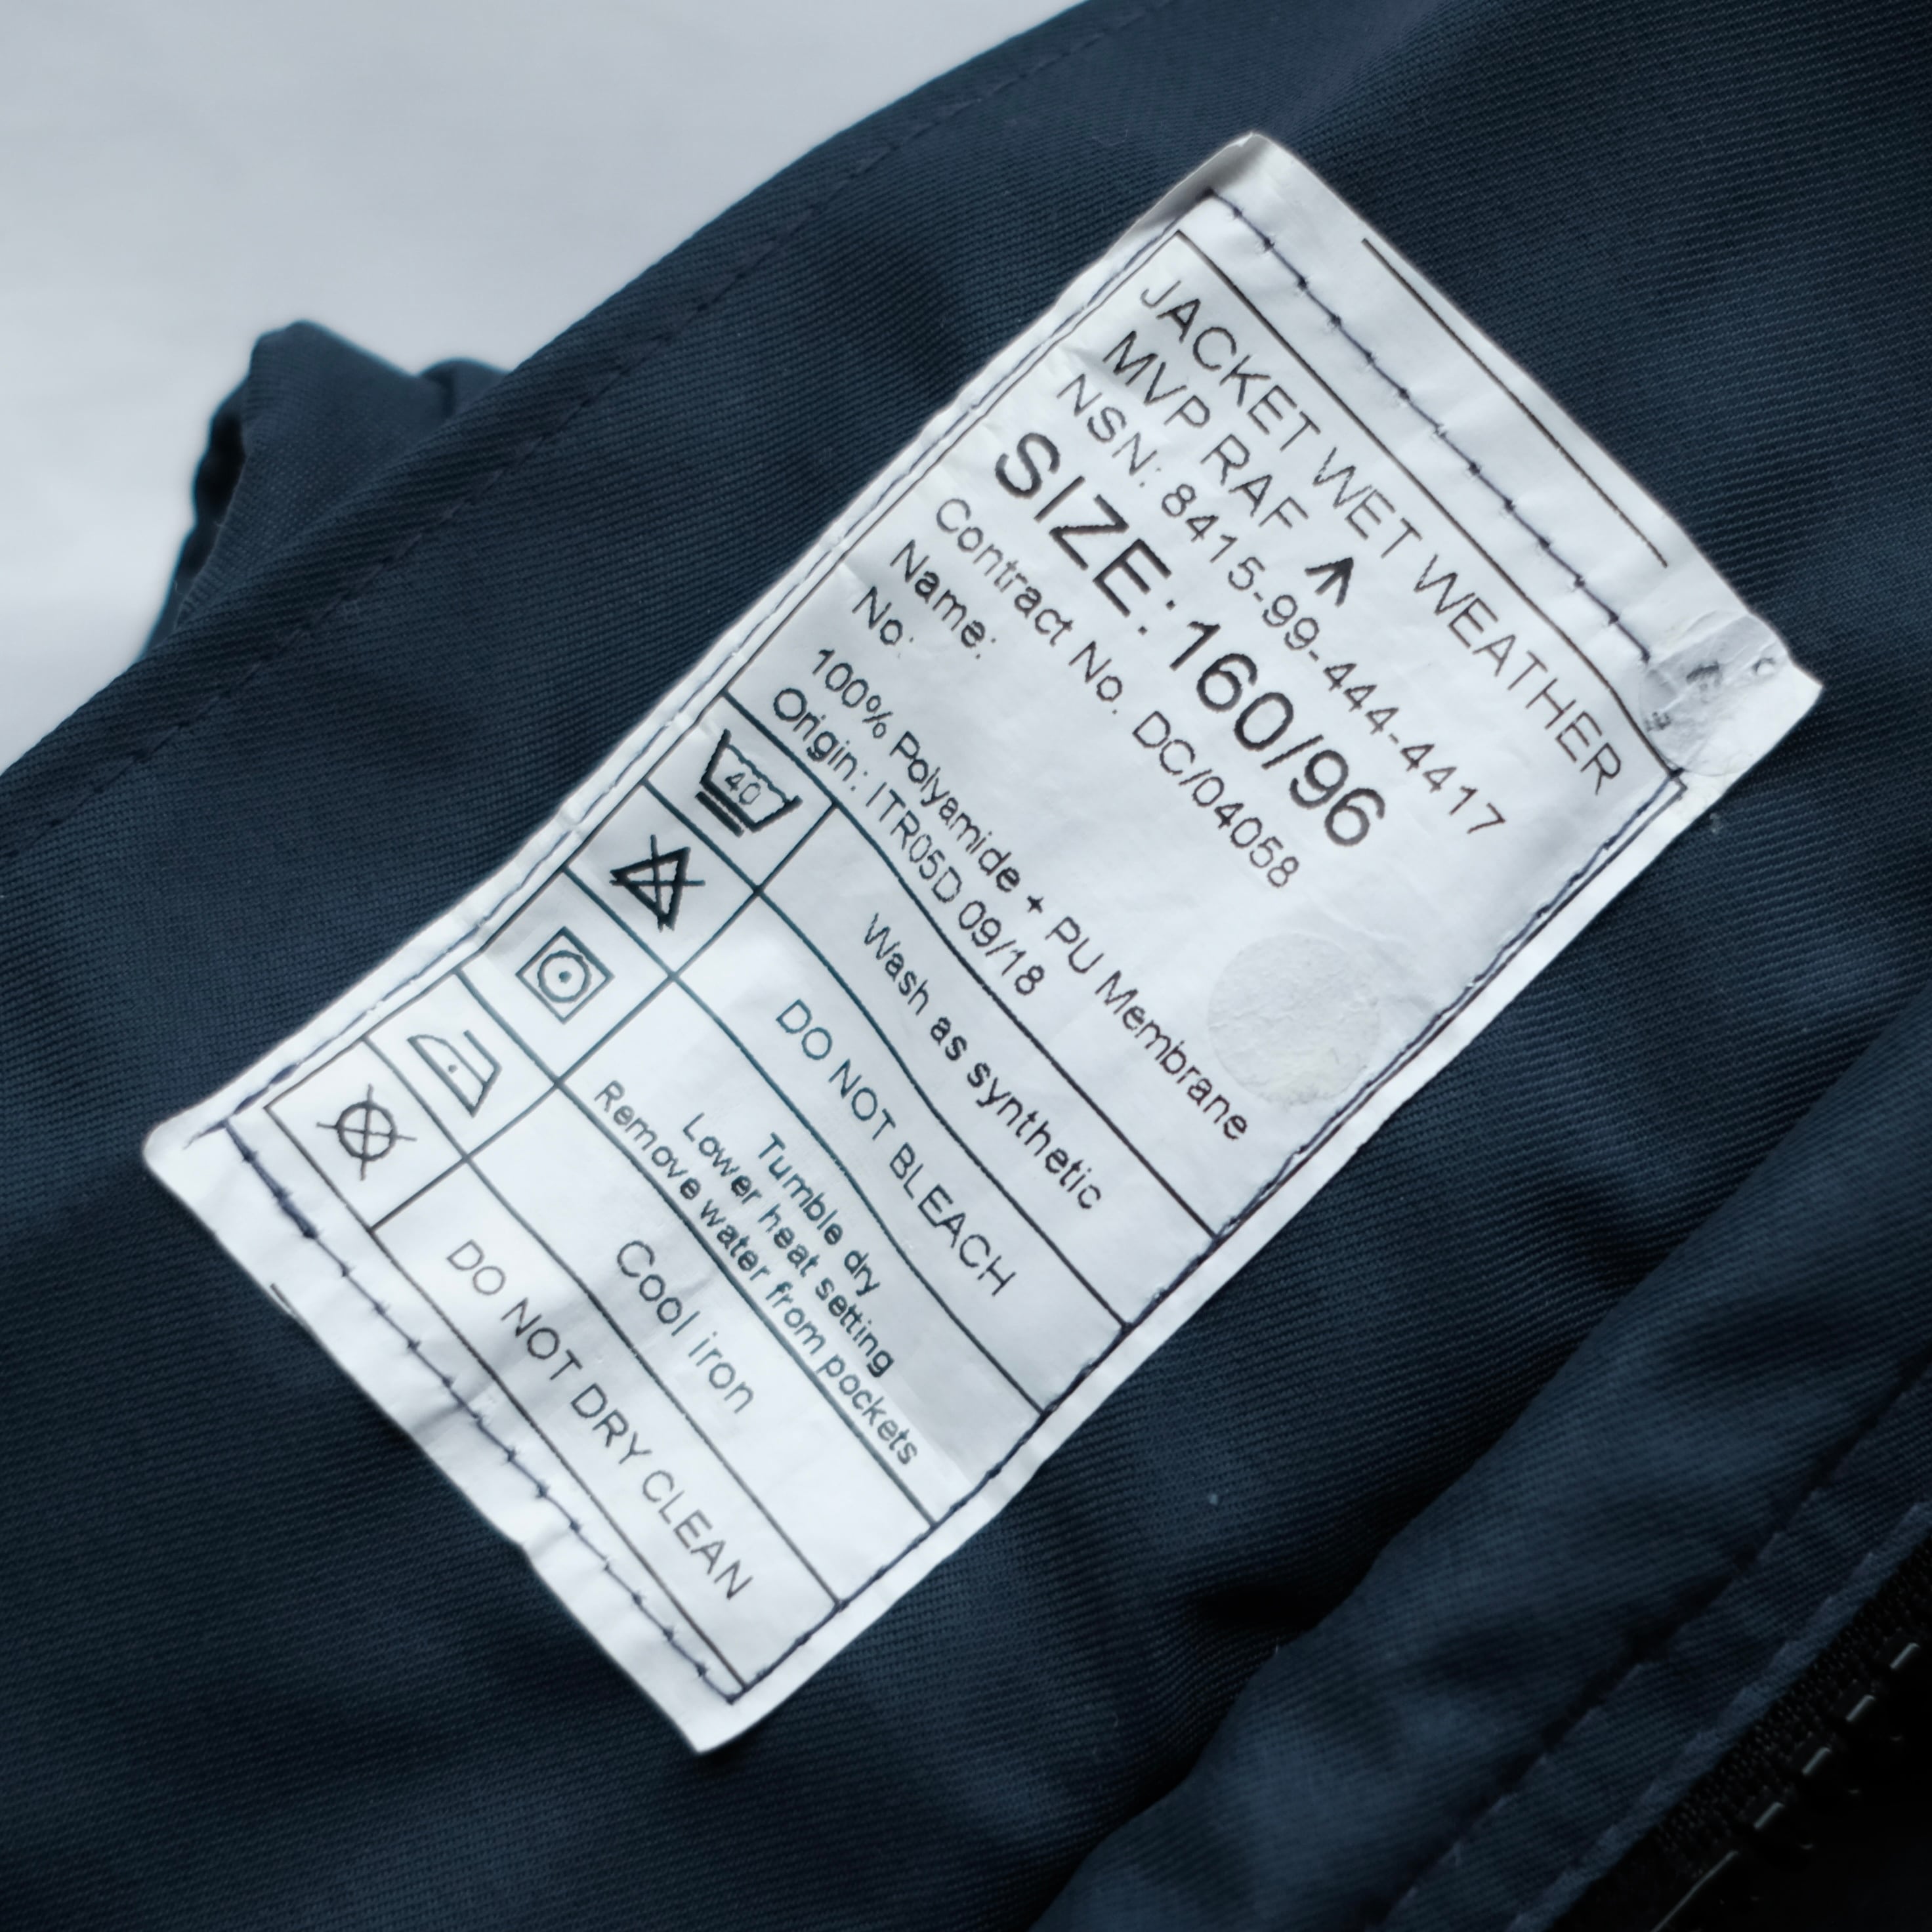 JACKET WET WEATHER
MVP RAF
NSN: 8415-99-444-4417
SIZE: 160/96
Contract No. DC/04058
Name:
No:
100% Polyamide + PU Membrane
Origin: ITR05D 09/18
40
Wash as synthetic
DO NOT BLEACH
Tumble dry
Lower heat setting
Remove water from pockets
Cool iron
DO NOT DRY CLEAN